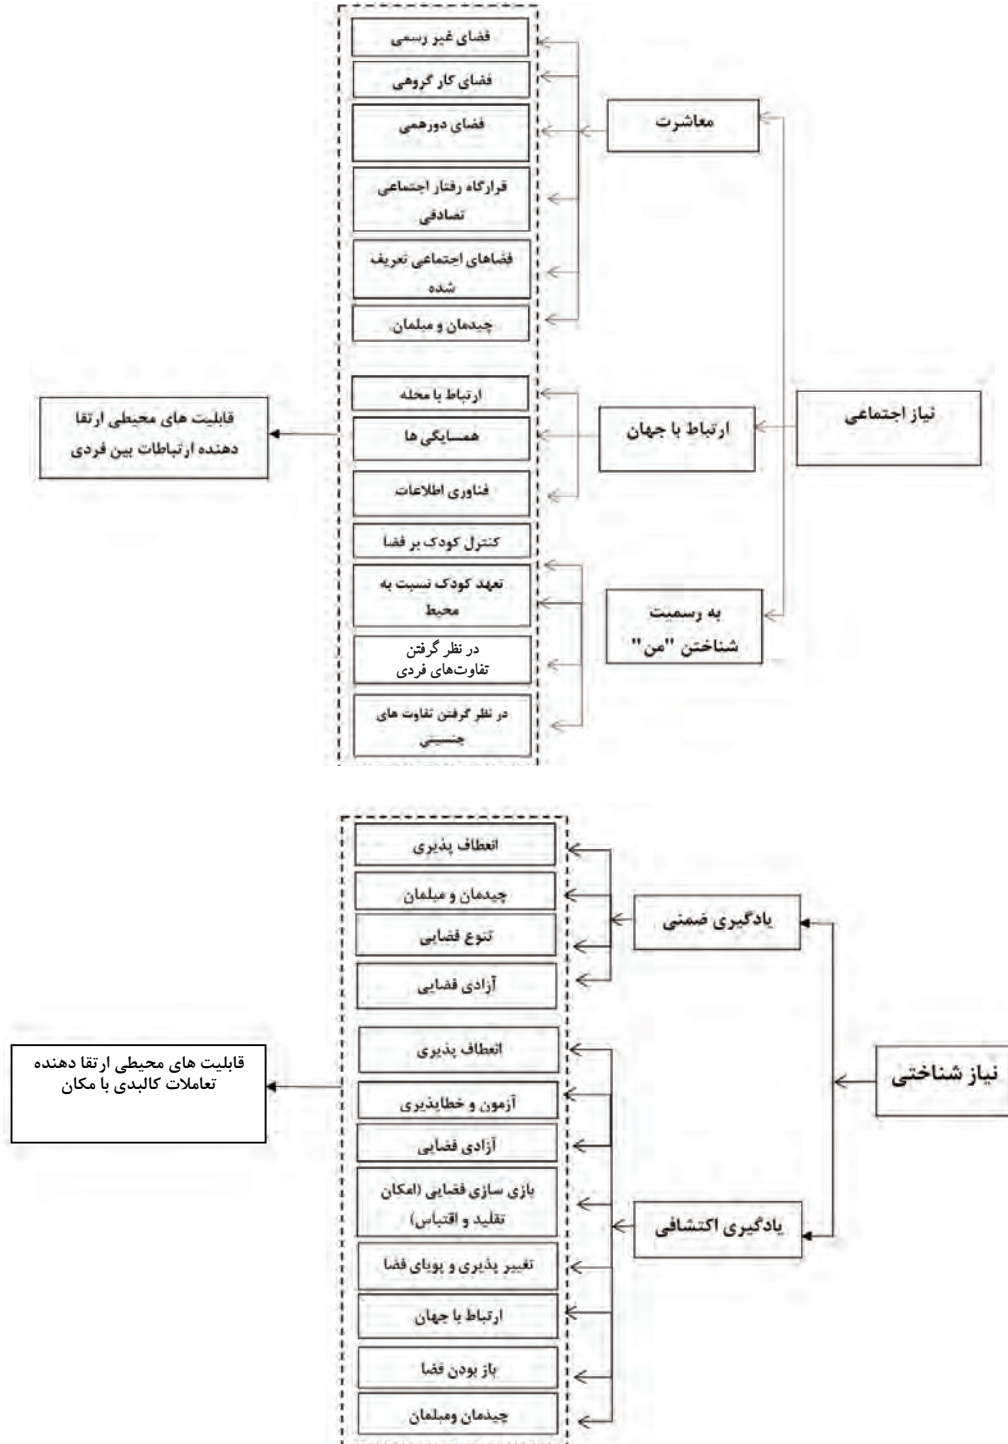 نیاز اجتماعی
معاشرت
فضای غیر رسمی
فضای کار گروهی
فضای دورهمی
قرارگاه رفتار اجتماعی
تصادفی
فضاهای اجتماعی تعریف
شده
چیدمان و مبلمان
ارتباط با جهان
ارتباط با محله
همسایگی ها
فناوری اطلاعات
به رسمیت
شناختن "من"
کنترل کودک بر فضا
تعهد کودک نسبت به
محیط
در نظر گرفتن
تفاوت‌های فردی
در نظر گرفتن تفاوت های
جنسیتی
قابلیت های محیطی ارتقا
دهنده ارتباطات بین فردی
نیاز شناختی
یادگیری ضمنی
انعطاف پذیری
چیدمان و مبلمان
تنوع فضایی
آزادی فضایی
یادگیری اکتشافی
انعطاف پذیری
آزمون و خطاپذیری
آزادی فضایی
بازی سازی فضایی (امکان
تقلید و اقتباس)
تغییر پذیری و پویای فضا
ارتباط با جهان
باز بودن فضا
چیدمان ومبلمان
قابلیت های محیطی ارتقا دهنده
تعاملات کالبدی با مکان